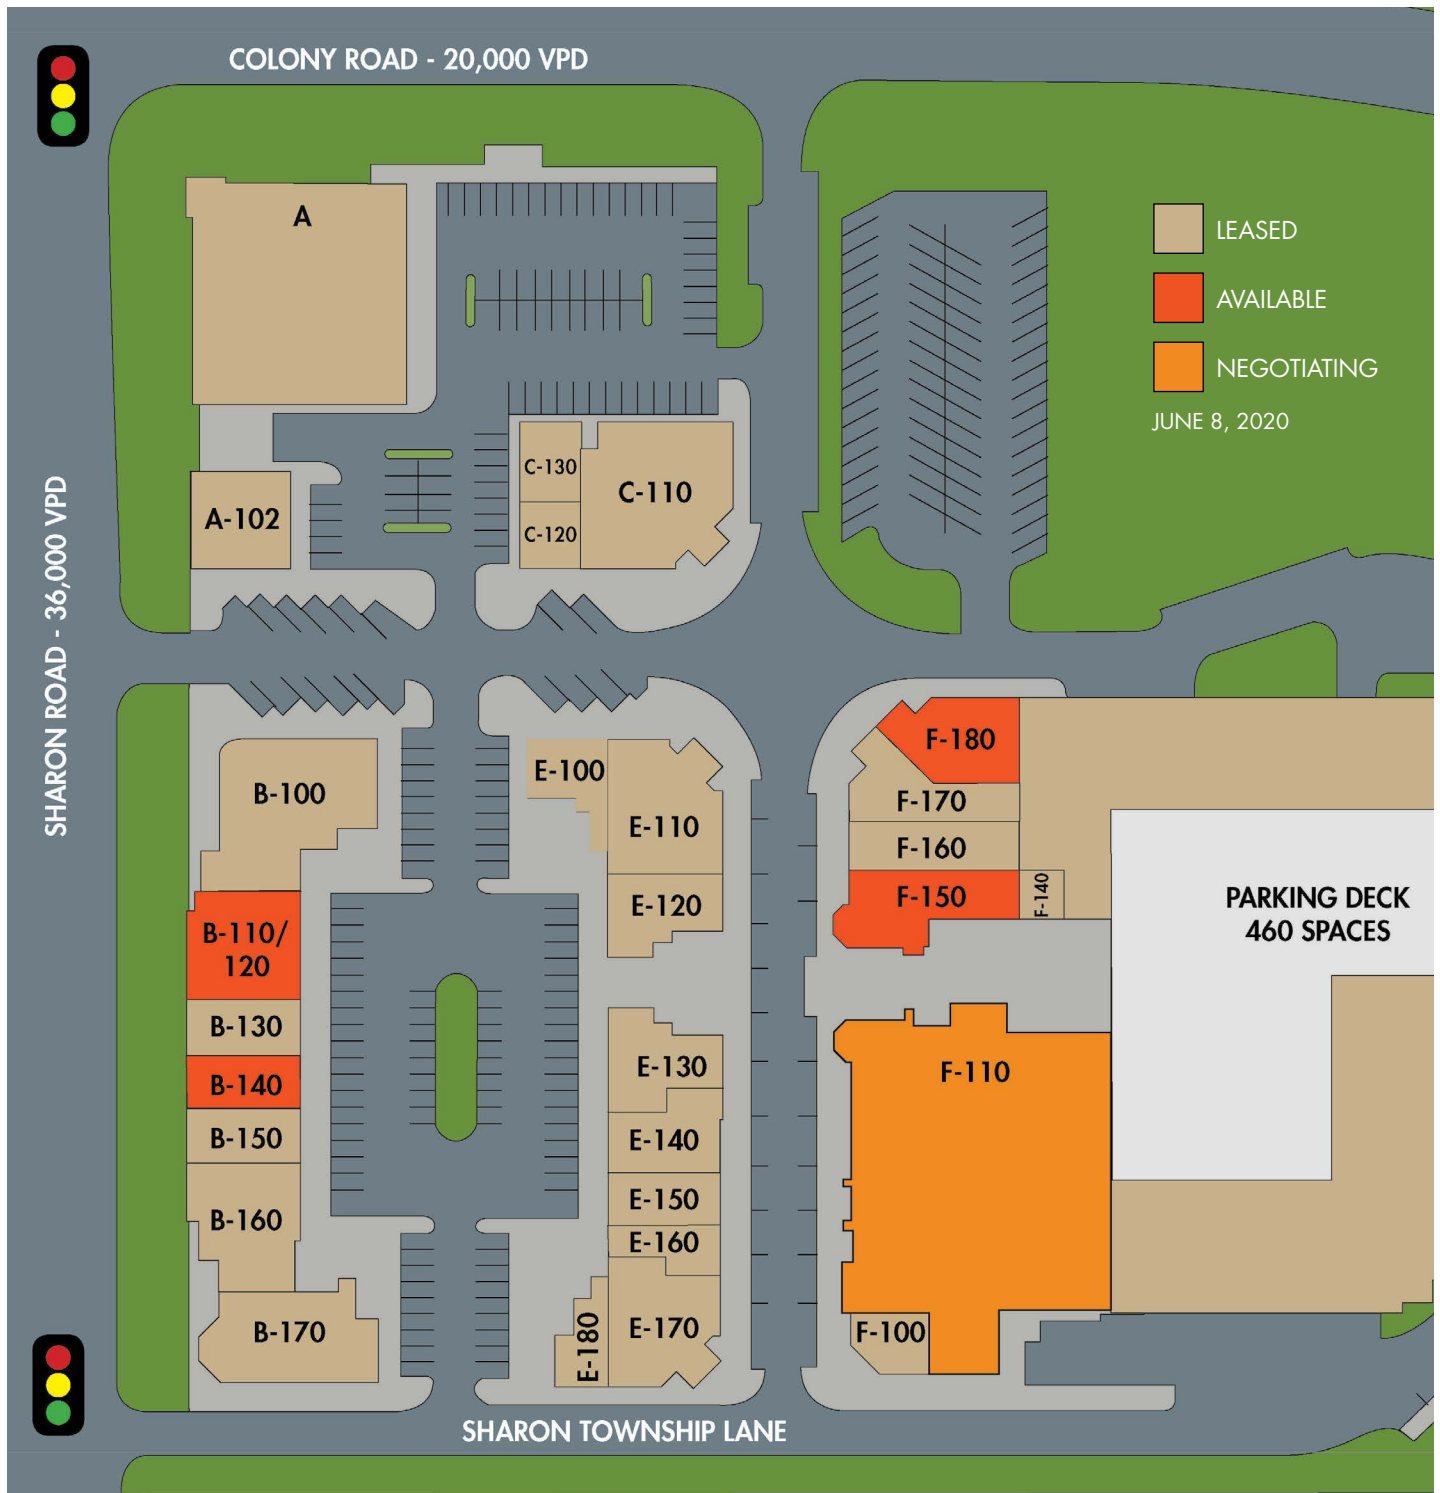 COLONY ROAD - 20,000 VPD
SHARON ROAD - 36,000 VPD
A
LEASED
AVAILABLE
NEGOTIATING
JUNE 8, 2020
A-102
C-130
C-120
C-110
B-100
B-110/
120
B-130
B-140
B-150
B-160
B-170
E-100
E-110
E-120
E-130
E-140
E-150
E-160
E-170
E-180
F-180
F-170
F-160
F-150
F-140
F-110
F-100
PARKING DECK
460 SPACES
SHARON TOWNSHIP LANE